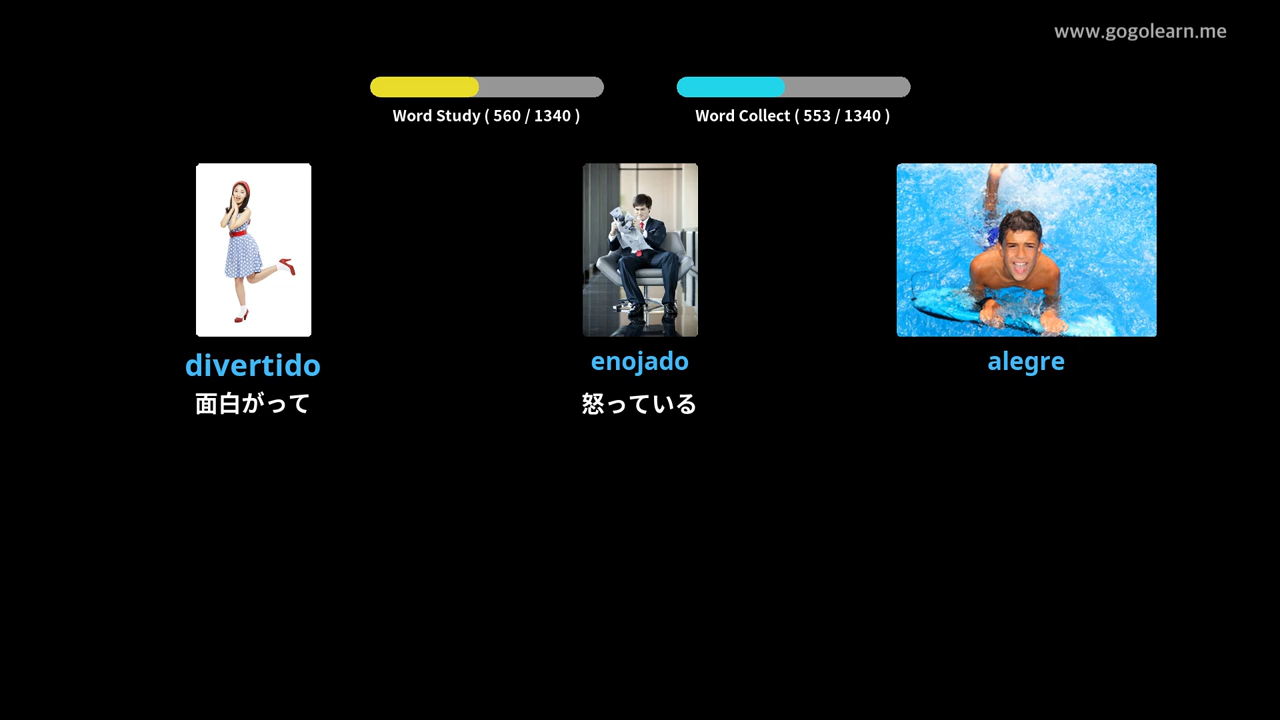 www.gogolearn.me
Word Study ( 560 / 1340 )
Word Collect ( 553 / 1340 )
divertido
面白がって
enojado
怒っている
alegre